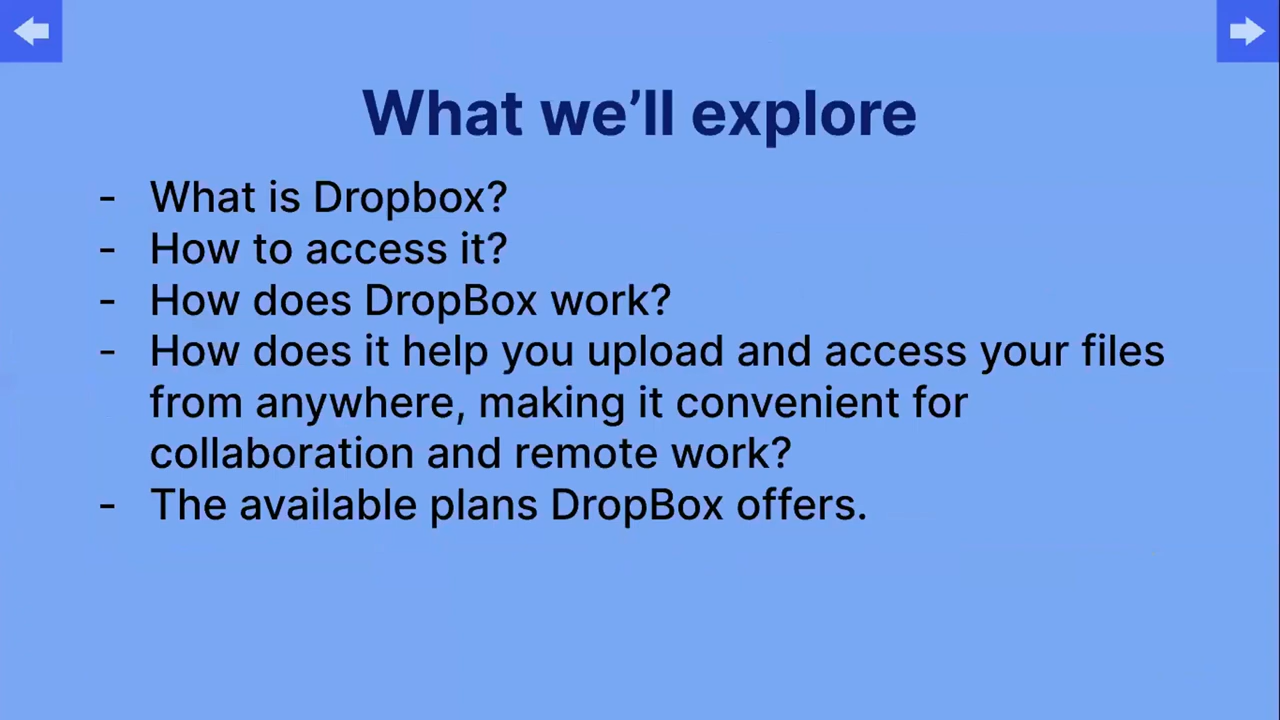 What we’ll explore
- What is Dropbox?
- How to access it?
- How does DropBox work?
- How does it help you upload and access your files
from anywhere, making it convenient for
collaboration and remote work?
- The available plans DropBox offers.